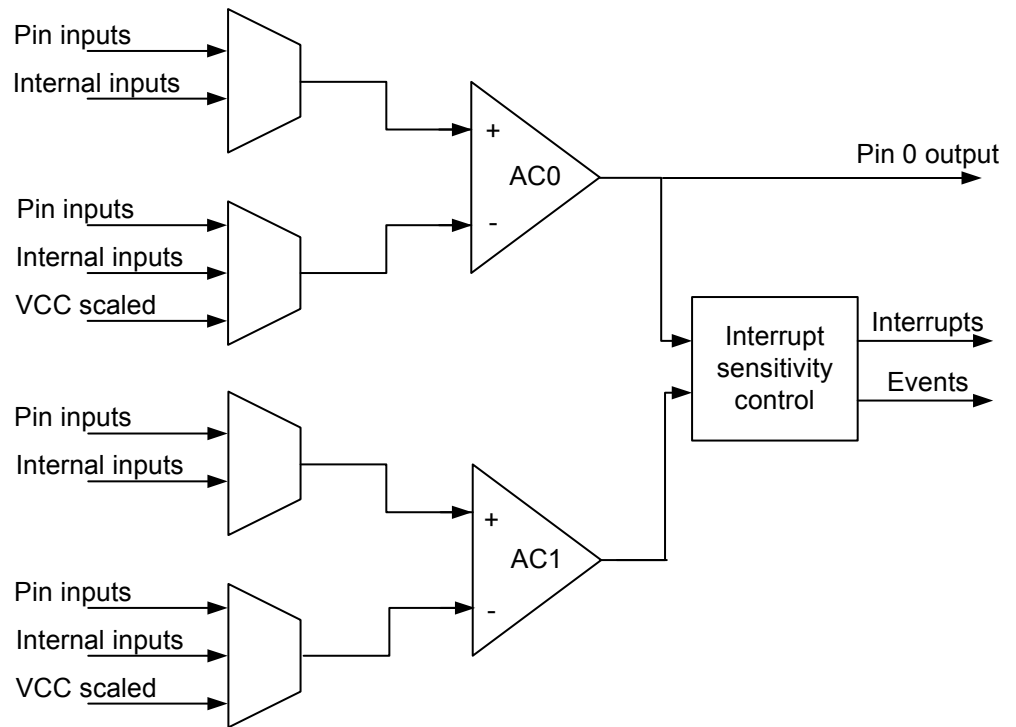 Pin inputs
Internal inputs
+
-
AC0
Pin 0 output
Pin inputs
Internal inputs
VCC scaled
Interrupt
sensitivity
control
Interrupts
Events
Pin inputs
Internal inputs
+
-
AC1
Pin inputs
Internal inputs
VCC scaled